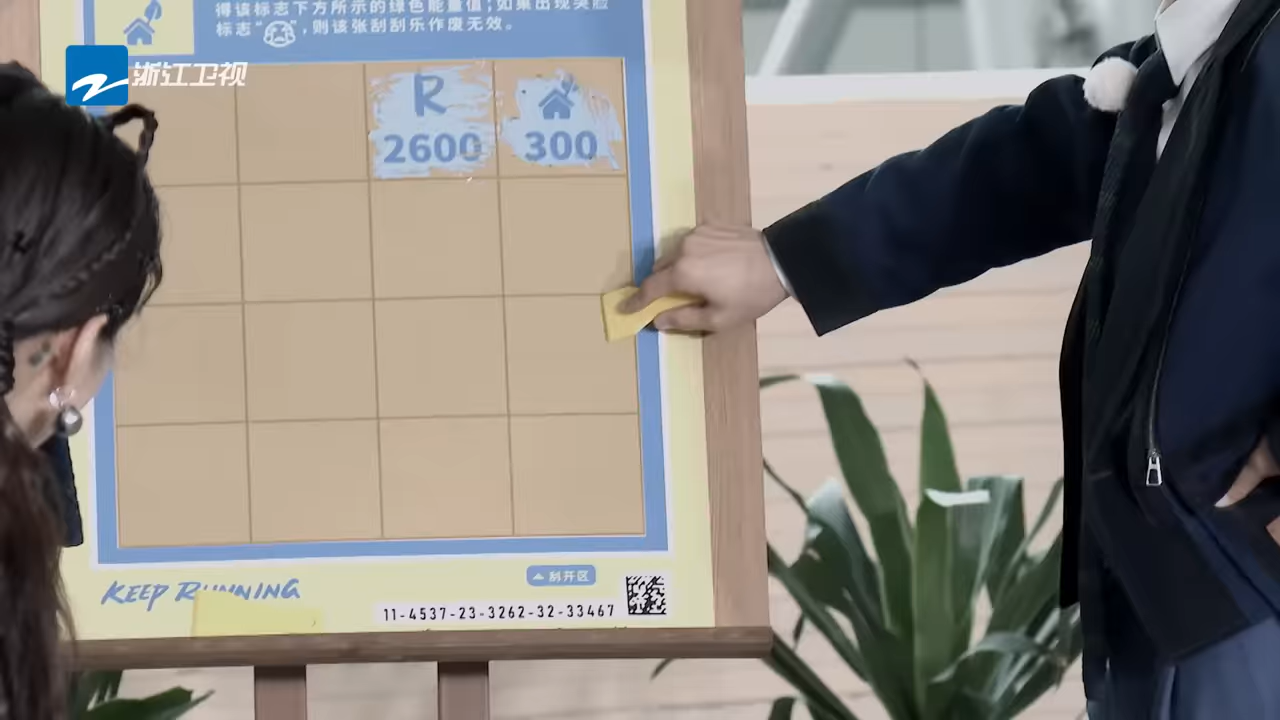 得该标志下方所示的绿色能量值;如果出现哭脸
标志“😭”,则该张刮刮乐作废无效。
浙江卫视
R
2600
300
KEEP RUNNING
刮开区
11-4537-23-3262-32-33467